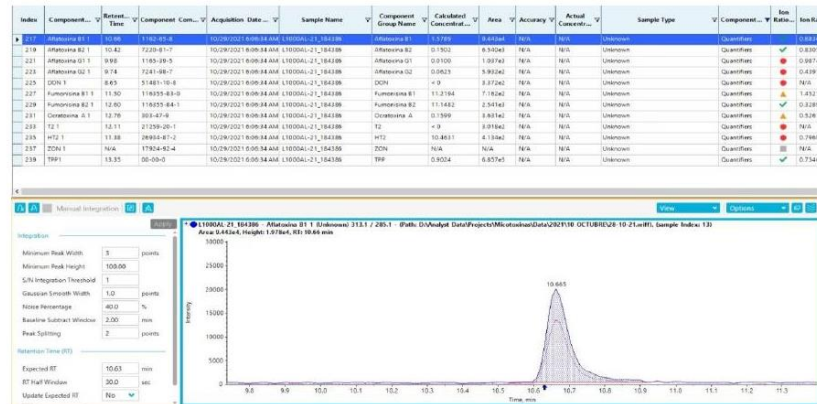 Index Component... Retent... Time Component Com... Acquisition Date... Sample Name Component Group Name Calculated Concentrat... Area Accuracy Actual Concentr... Sample Type Component... Ion Ratio... Ion Ra
217 Aflatoxina B1 1 10.66 1162-65-8 10/29/2021 6:06:34 AM L1000AL-21_184386 Aflatoxina B1 N/A N/A Unknown Quantifiers
219 Aflatoxina B2 1 10.42 7220-81-7 10/29/2021 6:06:34 AM L1000AL-21_184386 Aflatoxina B2 0.1502 6.540e3 N/A N/A Unknown Quantifiers
221 Aflatoxina G1 1 9.98 1165-39-5 10/29/2021 6:06:34 AM L1000AL-21_184386 Aflatoxina G1 0.0100 1.037e3 N/A N/A Unknown Quantifiers
223 Aflatoxina G2 1 9.74 7241-98-7 10/29/2021 6:06:34 AM L1000AL-21_184386 Aflatoxina G2 0.0625 5.932e2 N/A N/A Unknown Quantifiers
225 DON 1 8.65 51481-10-8 10/29/2021 6:06:34 AM L1000AL-21_184386 DON < 0 3.372e2 N/A N/A Unknown Quantifiers N/A
227 Fumonisina B1 1 11.90 116355-83-0 10/29/2021 6:06:34 AM L1000AL-21_184386 Fumonisina B1 11.2184 7.162e2 N/A N/A Unknown Quantifiers
229 Fumonisina B2 1 12.60 116355-84-1 10/29/2021 6:06:34 AM L1000AL-21_184386 Fumonisina B2 11.1482 2.541e3 N/A N/A Unknown Quantifiers
231 Ocratoxina A 1 12.76 303-47-9 10/29/2021 6:06:34 AM L1000AL-21_184386 Ocratoxina A 0.1599 3.631e2 N/A N/A Unknown Quantifiers
233 T2 1 12.11 21259-20-1 10/29/2021 6:06:34 AM L1000AL-21_184386 T2 < 0 3.018e2 N/A N/A Unknown Quantifiers N/A
235 HT2 1 11.38 26934-87-2 10/29/2021 6:06:34 AM L1000AL-21_184386 HT2 10.4631 4.134e2 N/A N/A Unknown Quantifiers
237 ZON 1 N/A 17924-92-4 10/29/2021 6:06:34 AM L1000AL-21_184386 ZON N/A N/A N/A N/A Unknown Quantifiers N/A
239 TPP1 13.35 00-00-0 10/29/2021 6:06:34 AM L1000AL-21_184386 TPP 0.9024 6.857e5 N/A N/A Unknown Quantifiers
Manual Integration View Options
Apply
L1000AL-21_184386 - Aflatoxina B1 1 (Unknown) 313.1 / 285.1 - (Path: D:\Analyst Data\Projects\Micotoxinas\Data\2021\10_OCTUBRE\28-10-21.wiff), (sample Index: 13)
Area: 8.443e4, Height: 1.978e4, RT: 10.66 min
Integration
Minimum Peak Width 3 points
Minimum Peak Height 100.00
S/N Integration Threshold 1
Gaussian Smooth Width 1.0 points
Noise Percentage 40.0 %
Baseline Subtract Window 2.00 min
Peak Splitting 2 points
Retention Time (RT)
Expected RT 10.63 min
RT Half Window 30.0 sec
Update Expected RT No
Intensity
30000
25000
20000
15000
10000
5000
0
10.665
9.8 9.9 10.0 10.1 10.2 10.3 10.4 10.5 10.6 10.7 10.8 10.9 11.0 11.1 11.2 11.3
Time, min